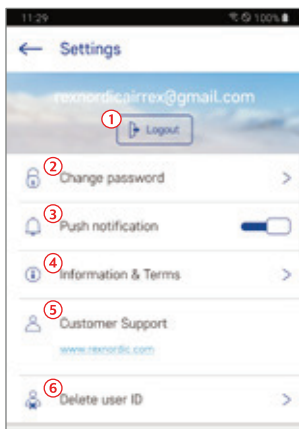 11:29 100%
← Settings
rexnordicairrex@gmail.com
① Logout
② Change password
③ Push notification
④ Information & Terms
⑤ Customer Support
www.rexnordic.com
⑥ Delete user ID